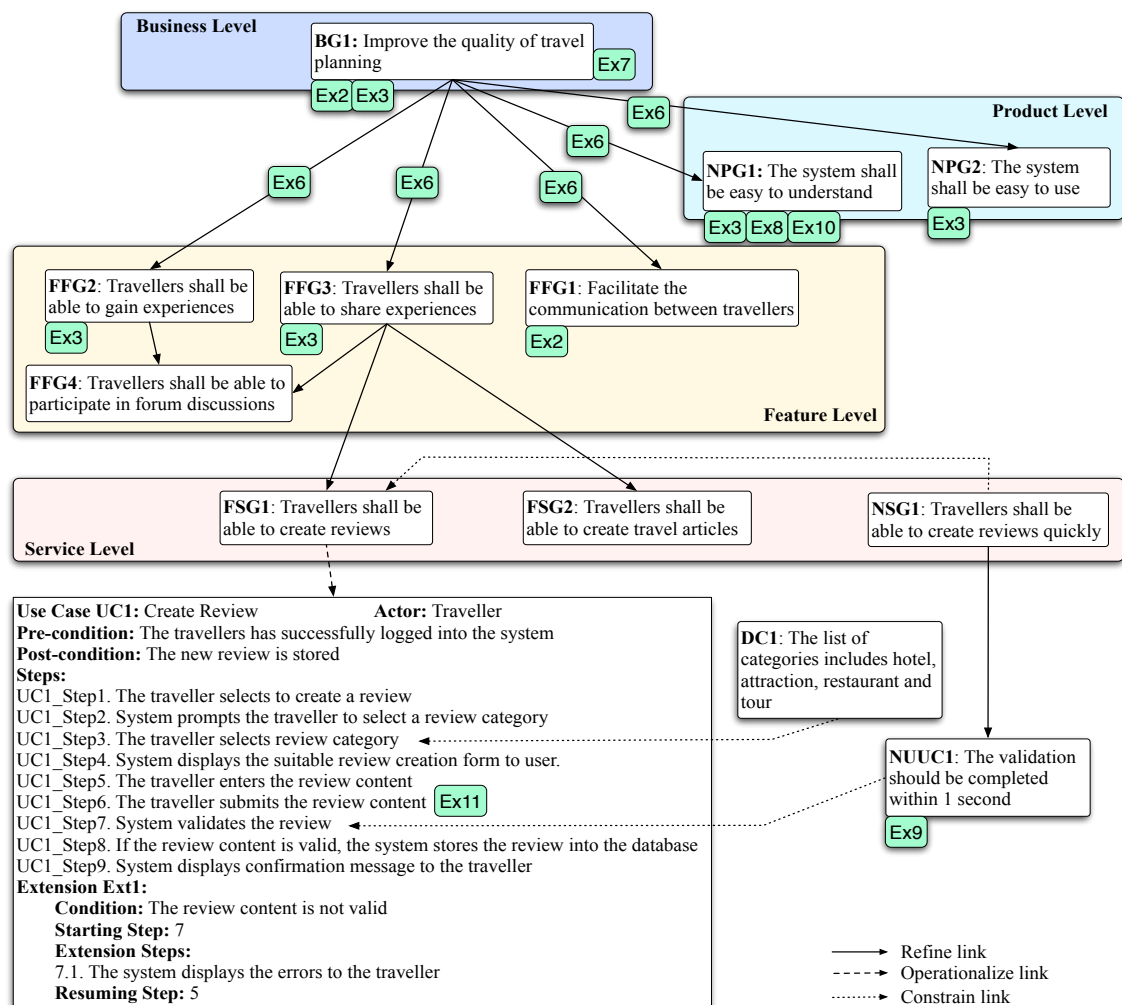 Business Level
BG1: Improve the quality of travel
planning
Ex7
Ex2
Ex3
Ex6
Product Level
Ex6
NPG1: The system shall
be easy to understand
NPG2: The
system shall
be easy to use
Ex6
Ex6
Ex6
Ex3
Ex8
Ex10
Ex3
FFG2: Travellers shall be
able to gain experiences
FFG3: Travellers shall be
able to share experiences
FFG1: Facilitate the
communication between travellers
Ex3
Ex3
Ex2
FFG4: Travellers shall be able to
participate in forum discussions
Feature Level
FSG1: Travellers shall be
able to create reviews
FSG2: Travellers shall be
able to create travel articles
NSG1: Travellers shall be
able to create reviews quickly
Service Level
Use Case UC1: Create Review Actor: Traveller
Pre-condition: The travellers has successfully logged into the system
Post-condition: The new review is stored
Steps:
UC1_Step1. The traveller selects to create a review
UC1_Step2. System prompts the traveller to select a review category
UC1_Step3. The traveller selects review category
UC1_Step4. System displays the suitable review creation form to user.
UC1_Step5. The traveller enters the review content
UC1_Step6. The traveller submits the review content
Ex11
UC1_Step7. System validates the review
UC1_Step8. If the review content is valid, the system stores the review into the database
UC1_Step9. System displays confirmation message to the traveller
Extension Ext1:
Condition: The review content is not valid
Starting Step: 7
Extension Steps:
7.1. The system displays the errors to the traveller
Resuming Step: 5
DC1: The list of
categories includes hotel,
attraction, restaurant and
tour
NUUC1: The validation
should be completed
within 1 second
Ex9
Refine link
Operationalize link
Constrain link